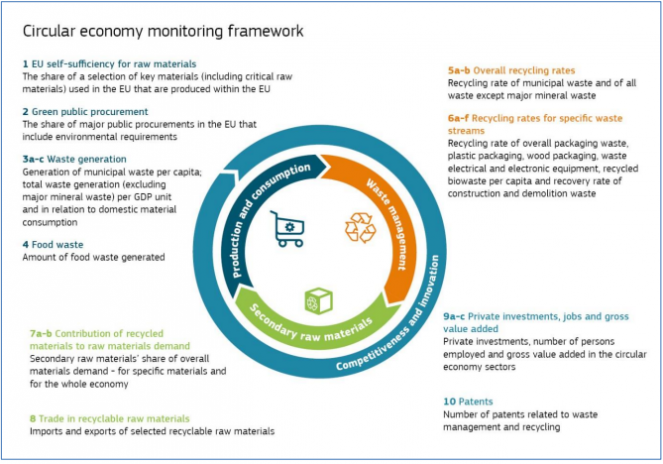 Circular economy monitoring framework
1 EU self-sufficiency for raw materials
The share of a selection of key materials (including critical raw
materials) used in the EU that are produced within the EU
2 Green public procurement
The share of major public procurements in the EU that
include environmental requirements
3a-c Waste generation
Generation of municipal waste per capita;
total waste generation (excluding
major mineral waste) per GDP unit
and in relation to domestic material
consumption
4 Food waste
Amount of food waste generated
5a-b Overall recycling rates
Recycling rate of municipal waste and of all
waste except major mineral waste
6a-f Recycling rates for specific waste
streams
Recycling rate of overall packaging waste,
plastic packaging, wood packaging, waste
electrical and electronic equipment, recycled
biowaste per capita and recovery rate of
construction and demolition waste
Production and consumption
Waste management
Secondary raw materials
Competitiveness and innovation
7a-b Contribution of recycled
materials to raw materials demand
Secondary raw materials' share of overall
materials demand - for specific materials and
for the whole economy
8 Trade in recyclable raw materials
Imports and exports of selected recyclable raw materials
9a-c Private investments, jobs and gross
value added
Private investments, number of persons
employed and gross value added in the circular
economy sectors
10 Patents
Number of patents related to waste
management and recycling